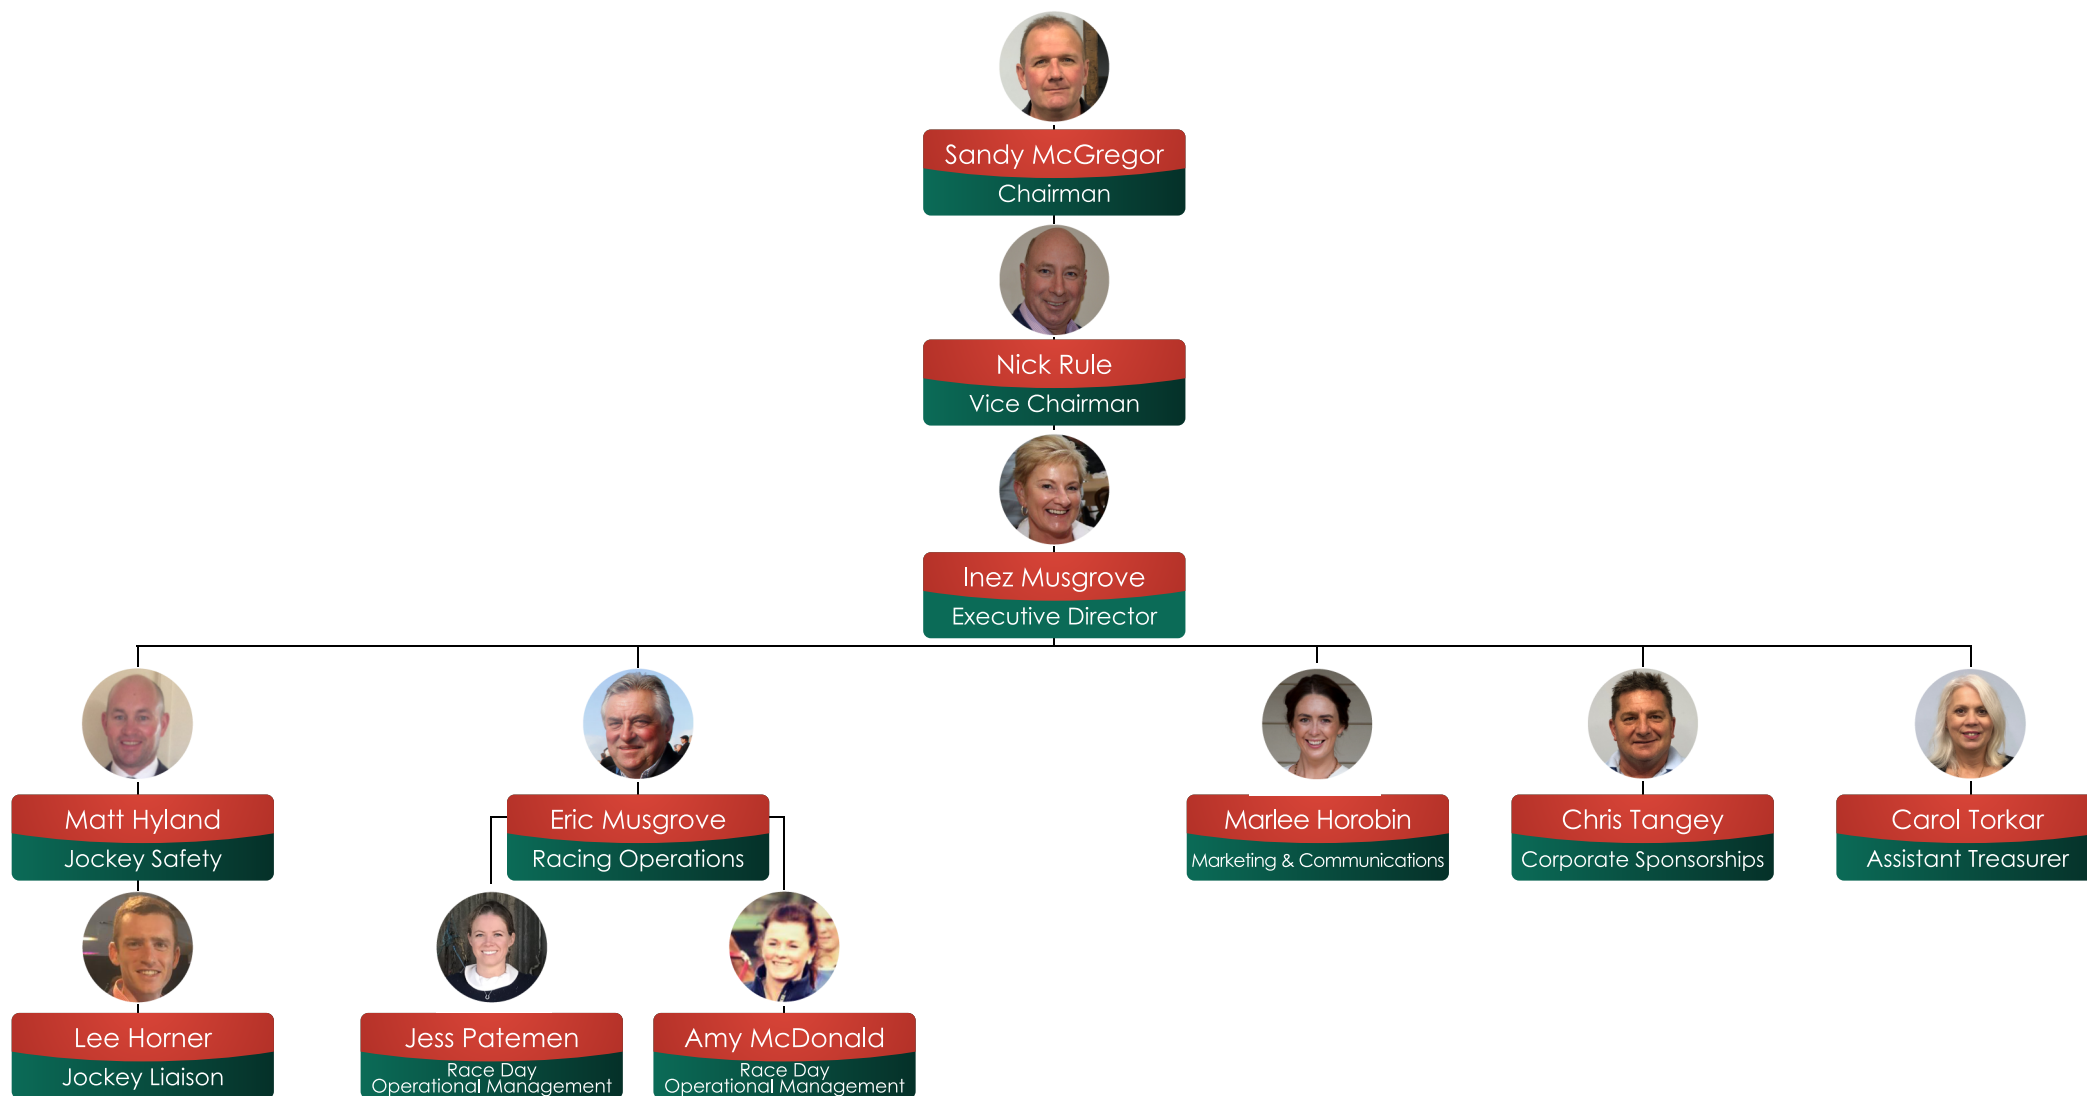 Sandy McGregor
Chairman
Nick Rule
Vice Chairman
Inez Musgrove
Executive Director
Matt Hyland
Jockey Safety
Eric Musgrove
Racing Operations
Marlee Horobin
Marketing & Communications
Chris Tangey
Corporate Sponsorships
Carol Torkar
Assistant Treasurer
Lee Horner
Jockey Liaison
Jess Patemen
Race Day
Operational Management
Amy McDonald
Race Day
Operational Management